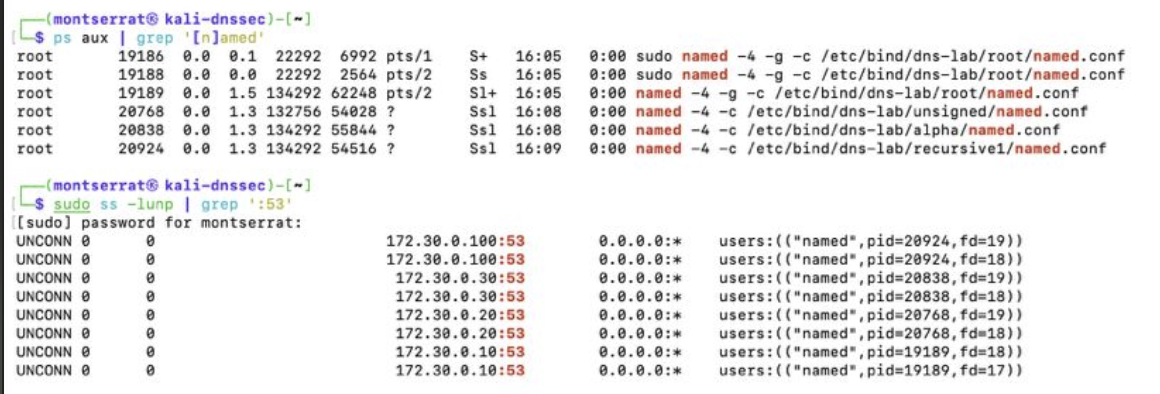 (montserrat㉿kali-dnssec)-[~]
$ ps aux | grep '[n]amed'
root 19186 0.0 0.1 22292 6992 pts/1 S+ 16:05 0:00 sudo named -4 -g -c /etc/bind/dns-lab/root/named.conf
root 19188 0.0 0.0 22292 2564 pts/2 Ss 16:05 0:00 sudo named -4 -g -c /etc/bind/dns-lab/root/named.conf
root 19189 0.0 1.5 134292 62248 pts/2 Sl+ 16:05 0:00 named -4 -g -c /etc/bind/dns-lab/root/named.conf
root 20768 0.0 1.3 132756 54028 ? Ssl 16:08 0:00 named -4 -c /etc/bind/dns-lab/unsigned/named.conf
root 20838 0.0 1.3 134292 55844 ? Ssl 16:08 0:00 named -4 -c /etc/bind/dns-lab/alpha/named.conf
root 20924 0.0 1.3 134292 54516 ? Ssl 16:09 0:00 named -4 -c /etc/bind/dns-lab/recursive1/named.conf
(montserrat㉿kali-dnssec)-[~]
$ sudo ss -lunp | grep ':53'
[[sudo] password for montserrat:
UNCONN 0 0 172.30.0.100:53 0.0.0.0:* users:(("named",pid=20924,fd=19))
UNCONN 0 0 172.30.0.100:53 0.0.0.0:* users:(("named",pid=20924,fd=18))
UNCONN 0 0 172.30.0.30:53 0.0.0.0:* users:(("named",pid=20838,fd=19))
UNCONN 0 0 172.30.0.30:53 0.0.0.0:* users:(("named",pid=20838,fd=18))
UNCONN 0 0 172.30.0.20:53 0.0.0.0:* users:(("named",pid=20768,fd=19))
UNCONN 0 0 172.30.0.20:53 0.0.0.0:* users:(("named",pid=20768,fd=18))
UNCONN 0 0 172.30.0.10:53 0.0.0.0:* users:(("named",pid=19189,fd=18))
UNCONN 0 0 172.30.0.10:53 0.0.0.0:* users:(("named",pid=19189,fd=17))